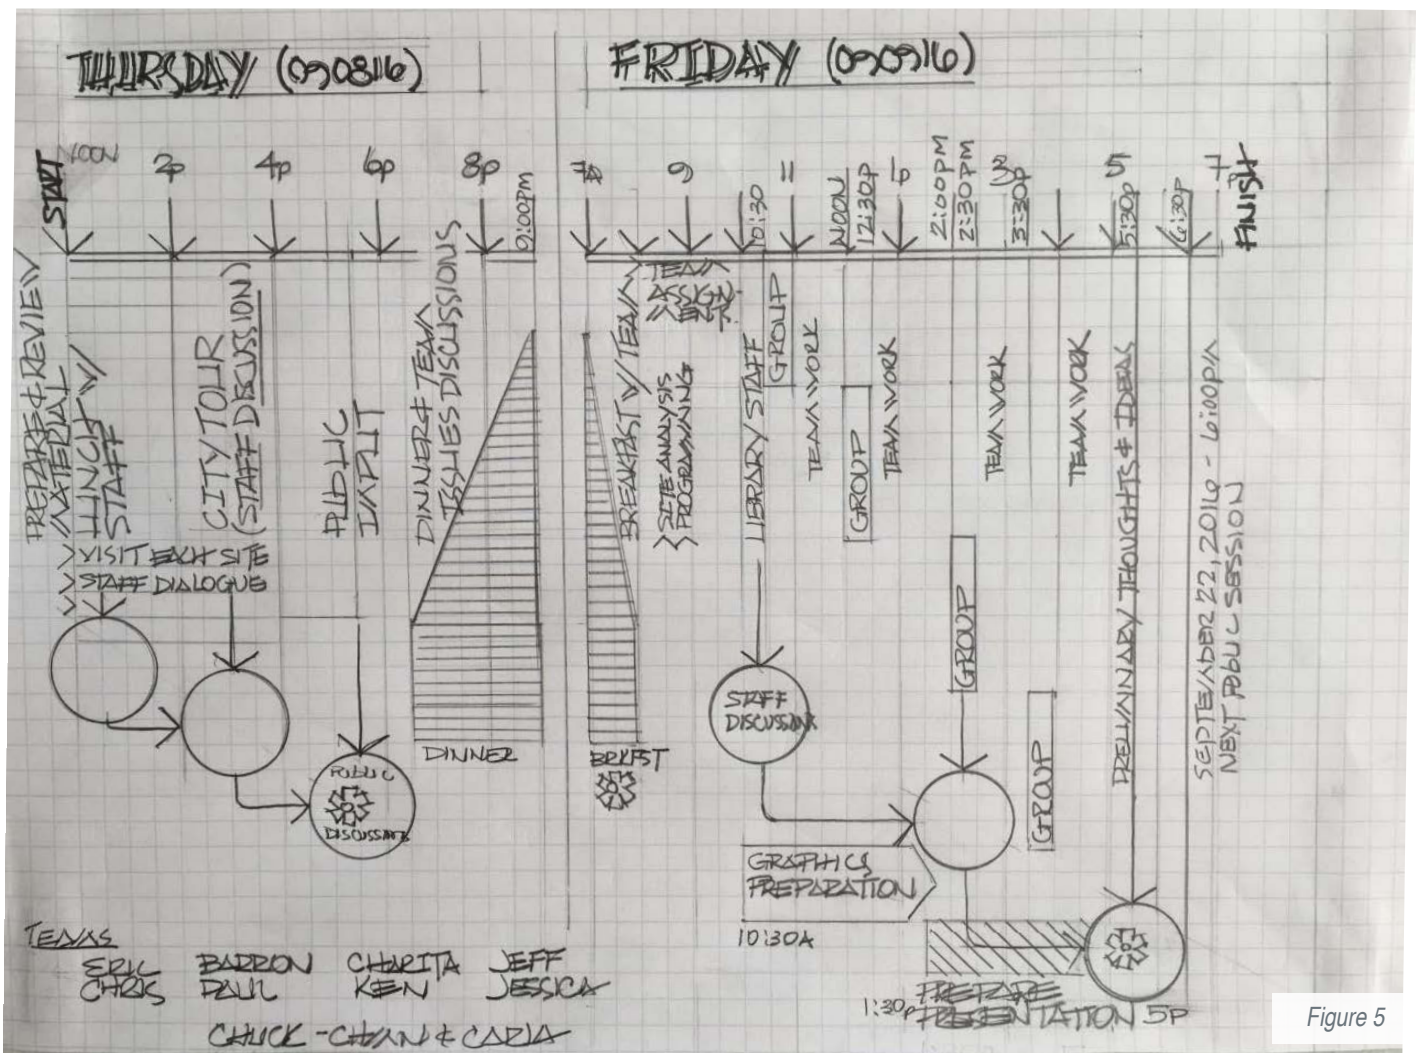 THURSDAY (090816)
FRIDAY (090916)
START
NOON
2p
4p
6p
8p
9:00PM
7
9
10:30
11
NOON
12:30P
1p
2:00PM
2:30PM
3
3:30p
5
5:30p
6:30p
7
FINISH
PREPARE & REVIEW
MATERIAL
LUNCH W/
STAFF
> VISIT EACH SITE
> STAFF DIALOGUE
>
CITY TOUR
(STAFF DISCUSSION)
PUBLIC
INPUT
DINNER & TEAM
ISSUES DISCUSSIONS
BREAKFAST W/ TEAM
> TEAM
ASSIGN-
MENTS
> SITE ANALYSIS
> PROGRAMMING
LIBRARY STAFF
GROUP
TEAM WORK
GROUP
TEAM WORK
GROUP
TEAM WORK
GROUP
TEAM WORK
PRELIMINARY THOUGHTS & IDEAS
SEPTEMBER 22, 2016 - 6:00PM
NEXT PUBLIC SESSION
PUBLIC
DISCUSSION
DINNER
BRKFST
STAFF
DISCUSSION
GRAPHICS
PREPARATION
10:30A
PREPARE
1:30p PRESENTATION 5P
TEAMS
ERIC BARRON CHARITA JEFF
CHRIS PAUL KEN JESSICA
CHUCK
Figure 5